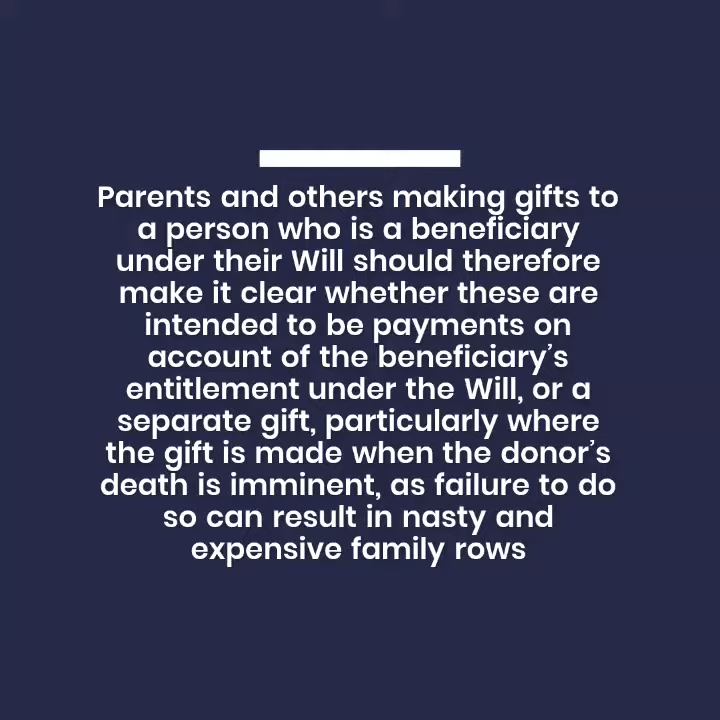 Parents and others making gifts to
a person who is a beneficiary
under their Will should therefore
make it clear whether these are
intended to be payments on
account of the beneficiary’s
entitlement under the Will, or a
separate gift, particularly where
the gift is made when the donor’s
death is imminent, as failure to do
so can result in nasty and
expensive family rows